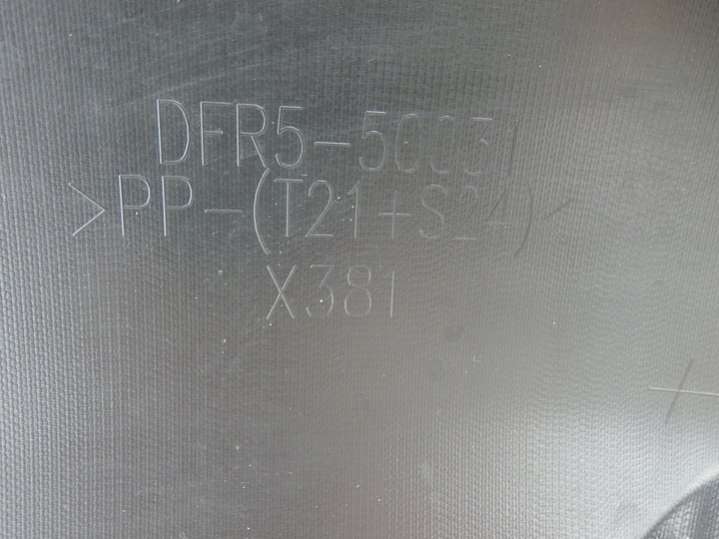 DFR5-50031
>PP-(T21+S24)<
X381